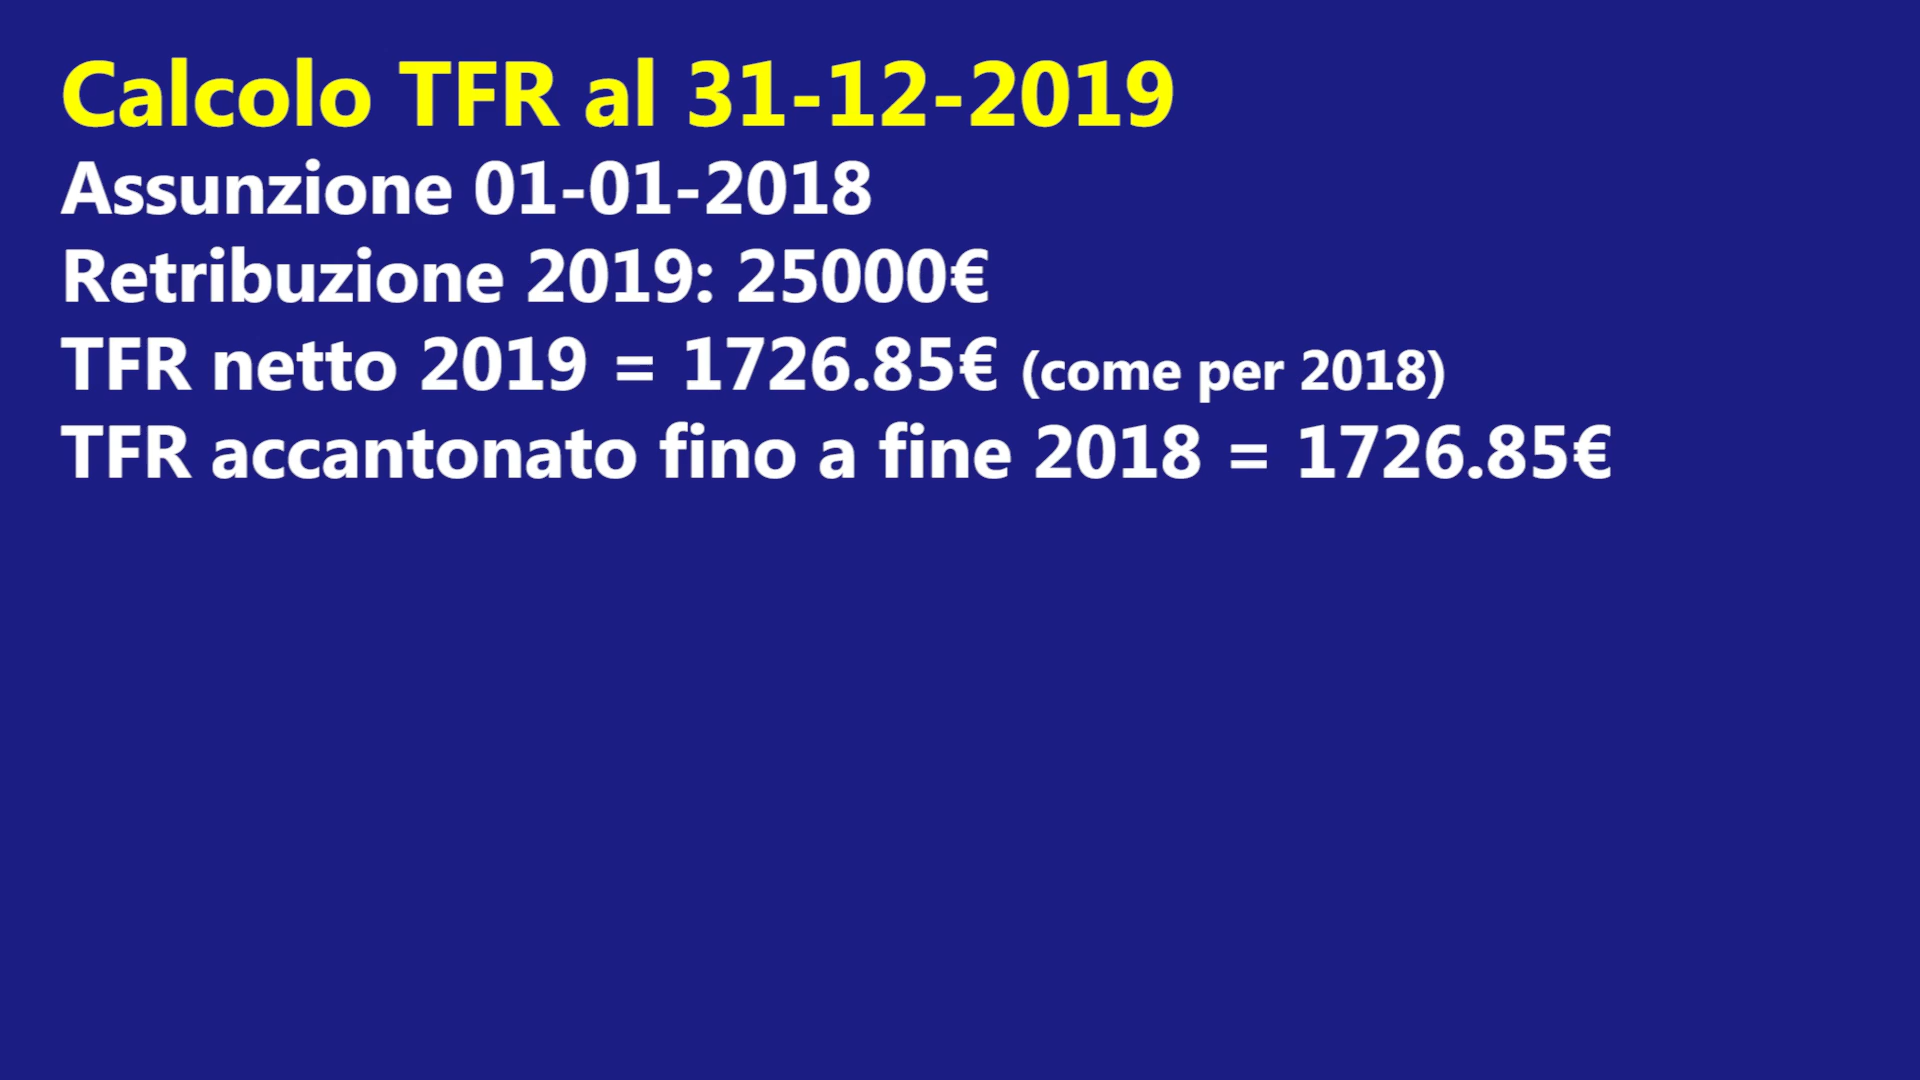 Calcolo TFR al 31-12-2019
Assunzione 01-01-2018
Retribuzione 2019: 25000€
TFR netto 2019 = 1726.85€ (come per 2018)
TFR accantonato fino a fine 2018 = 1726.85€